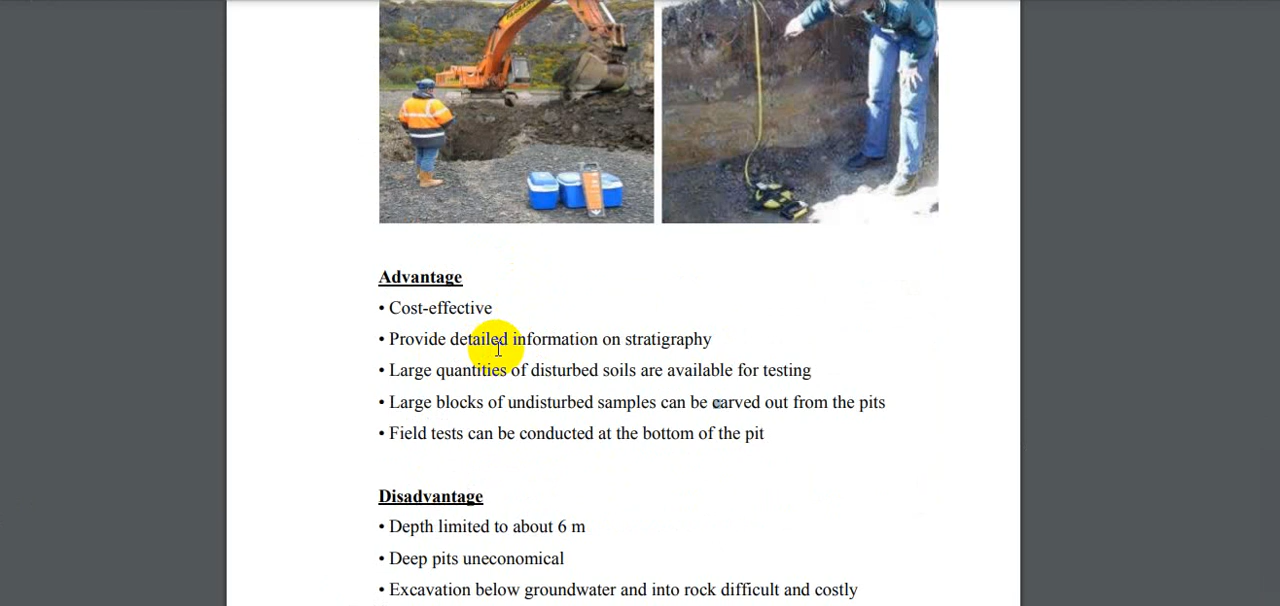 Advantage
• Cost-effective
• Provide detailed information on stratigraphy
• Large quantities of disturbed soils are available for testing
• Large blocks of undisturbed samples can be carved out from the pits
• Field tests can be conducted at the bottom of the pit
Disadvantage
• Depth limited to about 6 m
• Deep pits uneconomical
• Excavation below groundwater and into rock difficult and costly